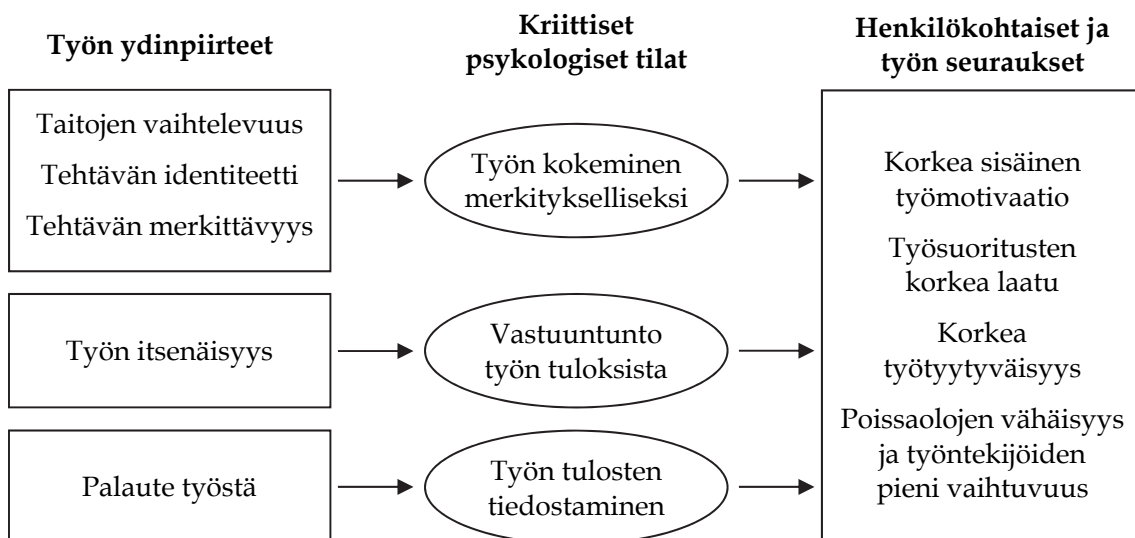 Työn ydinpiirteet
Kriittiset
psykologiset tilat
Henkilökohtaiset ja
työn seuraukset
Taitojen vaihtelevuus
Tehtävän identiteetti
Tehtävän merkittävyys
Työn kokeminen
merkitykselliseksi
Työn itsenäisyys
Vastuuntunto
työn tuloksista
Palaute työstä
Työn tulosten
tiedostaminen
Korkea sisäinen
työmotivaatio
Työsuoritusten
korkea laatu
Korkea
työtyytyväisyys
Poissaolojen vähäisyys
ja työntekijöiden
pieni vaihtuvuus